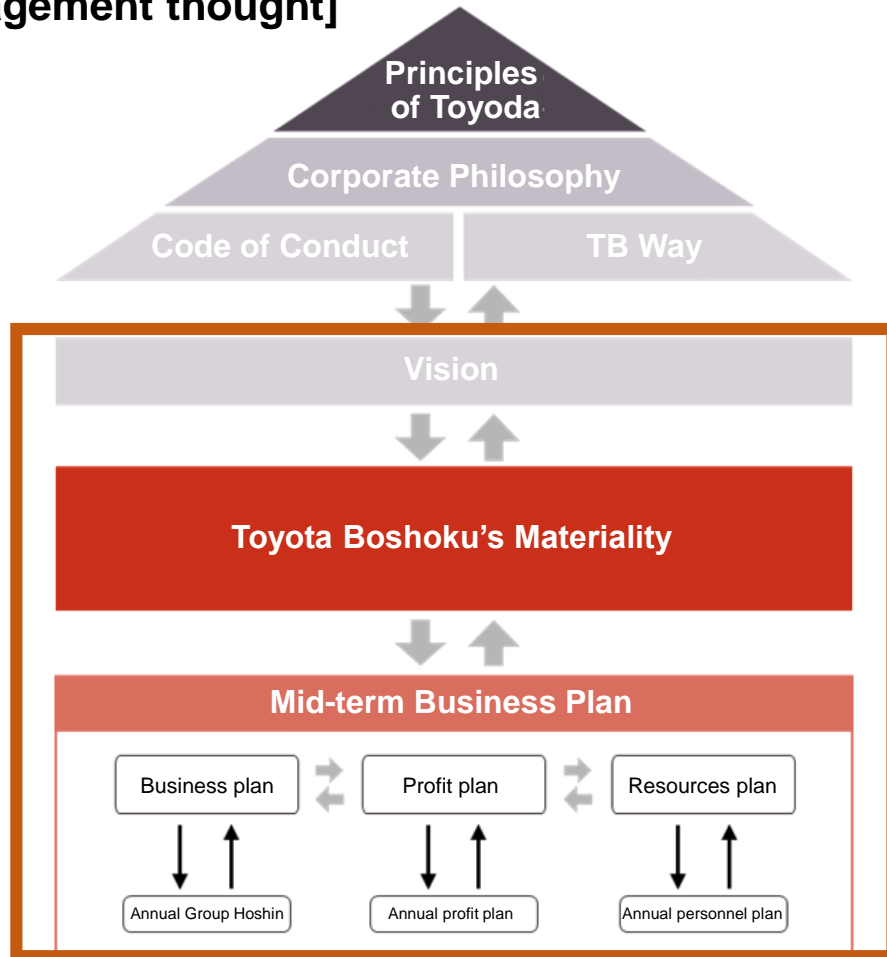 agement thought]
Principles
of Toyoda
Corporate Philosophy
Code of Conduct
TB Way
Vision
Toyota Boshoku's Materiality
Mid-term Business Plan
Business plan
Profit plan
Resources plan
Annual Group Hoshin
Annual profit plan
Annual personnel plan